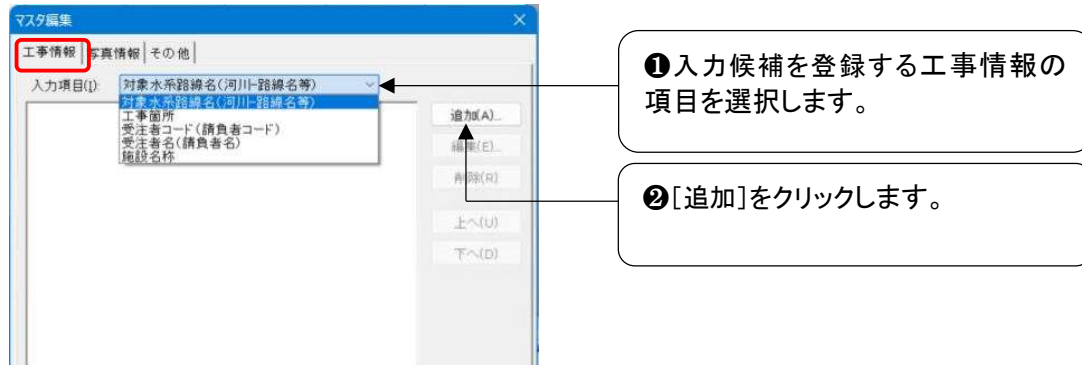 マスタ編集
工事情報 写真情報 その他
入力項目(I): 対象水系路線名(河川-路線名等)
対象水系路線名(河川-路線名等)
工事箇所
受注者コード(請負者コード)
受注者名(請負者名)
施設名称
追加(A)...
編集(E)...
削除(R)
上へ(U)
下へ(D)
❶入力候補を登録する工事情報の
項目を選択します。
❷[追加]をクリックします。